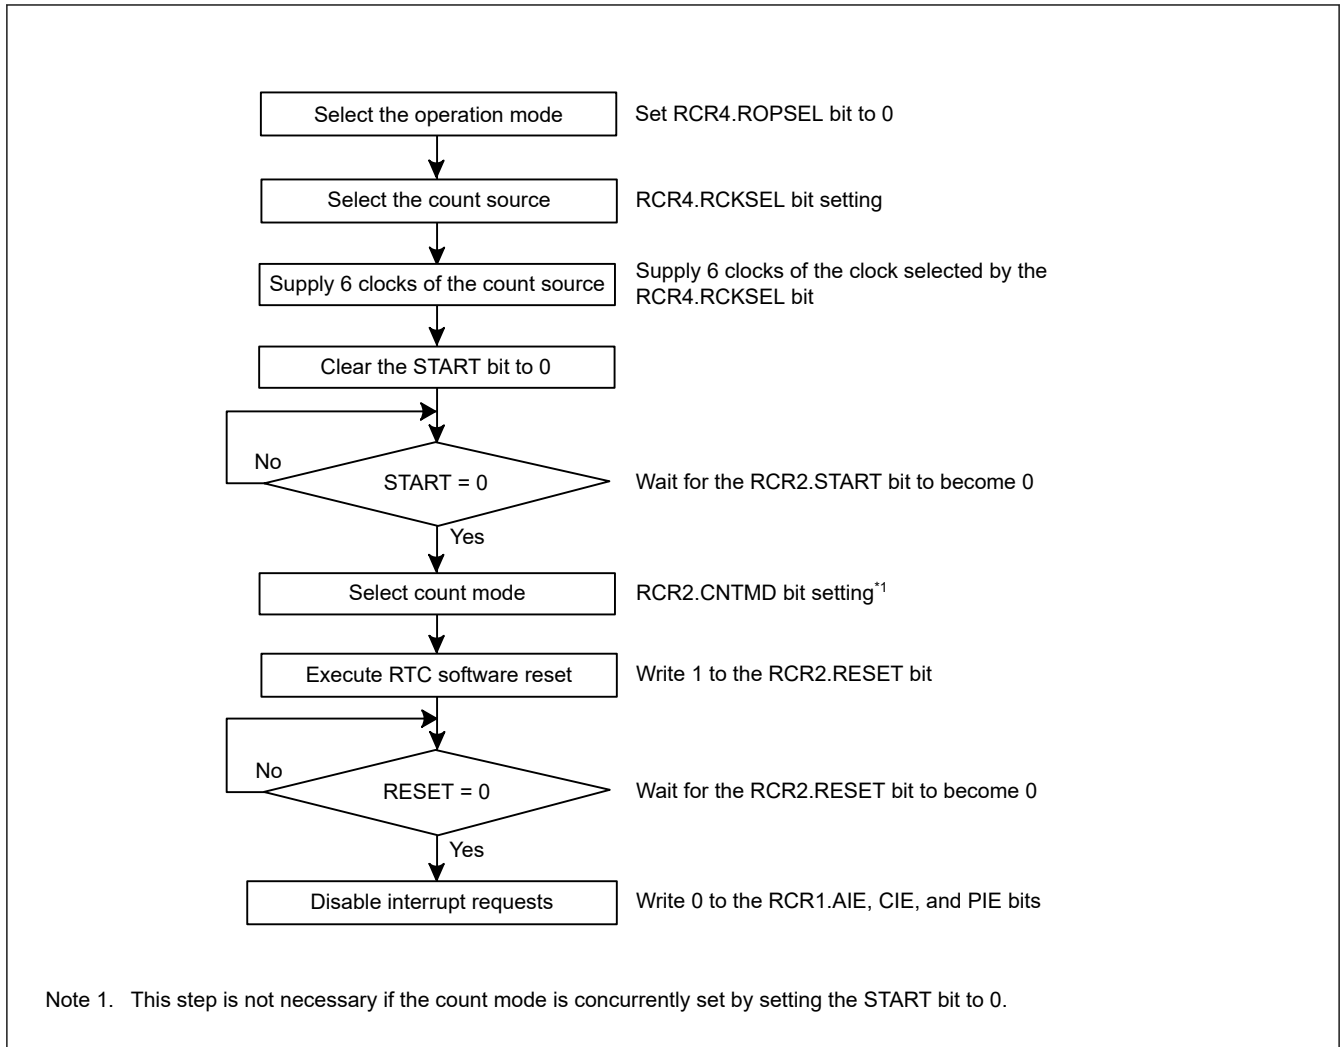 Select the operation mode
Set RCR4.ROPSEL bit to 0
Select the count source
RCR4.RCKSEL bit setting
Supply 6 clocks of the count source
Supply 6 clocks of the clock selected by the
RCR4.RCKSEL bit
Clear the START bit to 0
No
START = 0
Wait for the RCR2.START bit to become 0
Yes
Select count mode
RCR2.CNTMD bit setting*1
Execute RTC software reset
Write 1 to the RCR2.RESET bit
No
RESET = 0
Wait for the RCR2.RESET bit to become 0
Yes
Disable interrupt requests
Write 0 to the RCR1.AIE, CIE, and PIE bits
Note 1. This step is not necessary if the count mode is concurrently set by setting the START bit to 0.